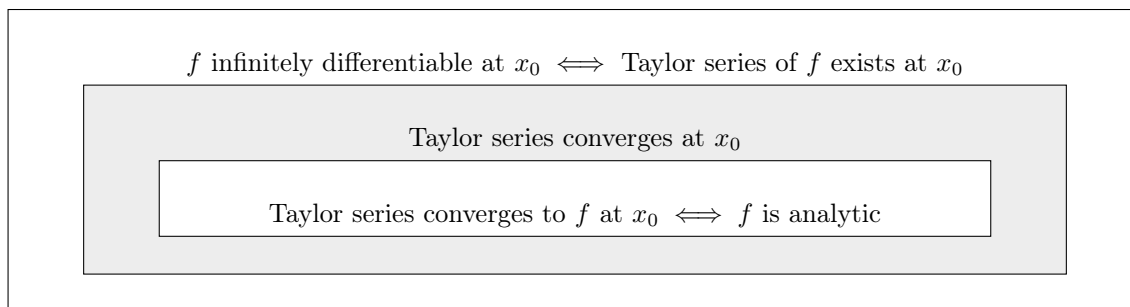 f infinitely differentiable at x₀ ⟺ Taylor series of f exists at x₀
Taylor series converges at x₀
Taylor series converges to f at x₀ ⟺ f is analytic